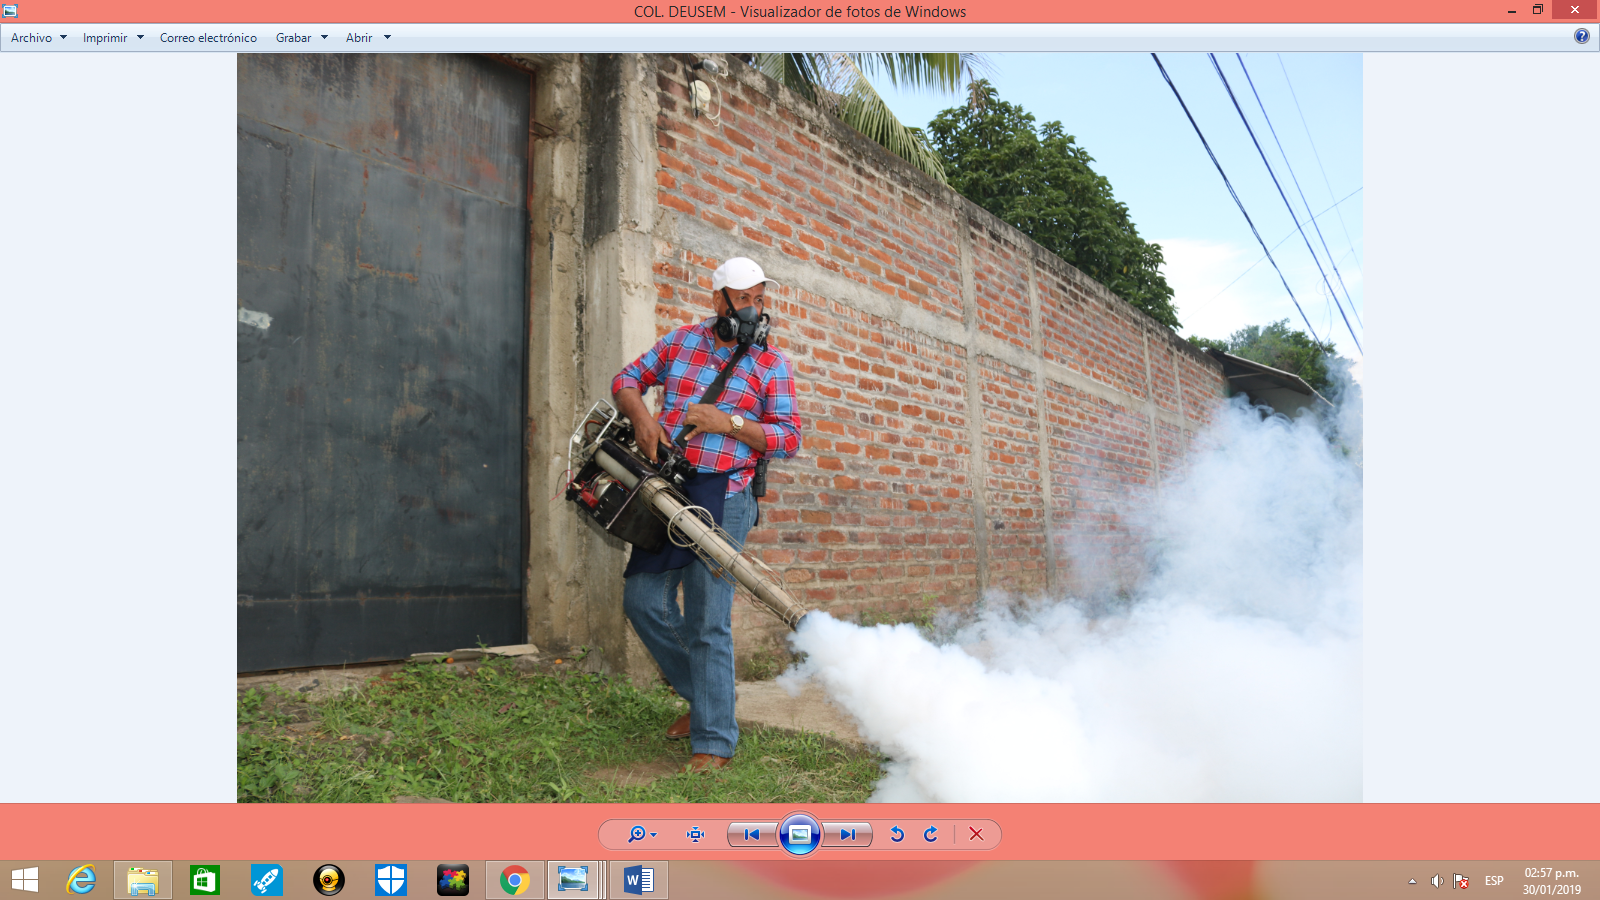 COL. DEUSEM - Visualizador de fotos de Windows
Archivo Imprimir Correo electrónico Grabar Abrir
ESP
02:57 p.m.
30/01/2019